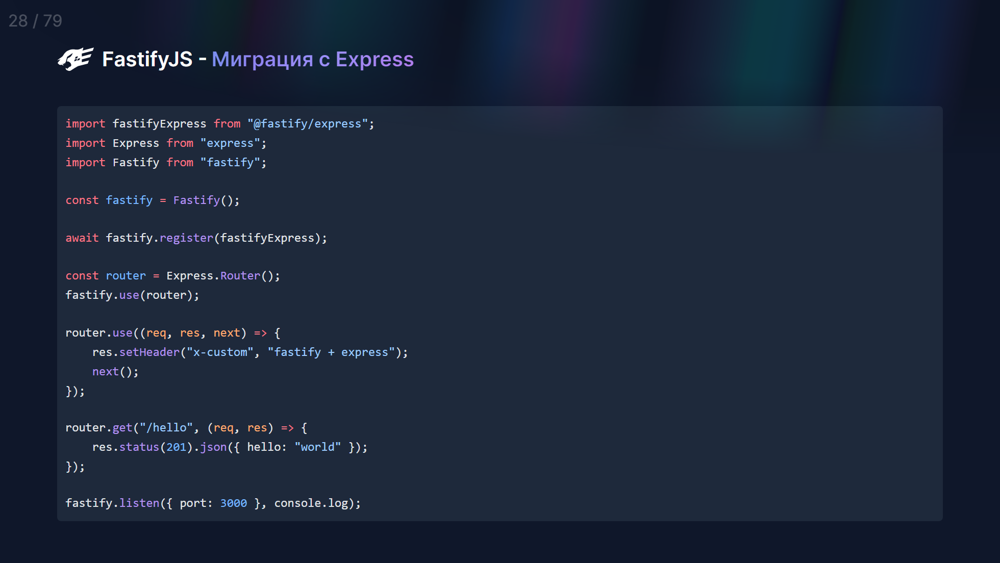 28 / 79
FastifyJS - Миграция с Express
import fastifyExpress from "@fastify/express";
import Express from "express";
import Fastify from "fastify";
const fastify = Fastify();
await fastify.register(fastifyExpress);
const router = Express.Router();
fastify.use(router);
router.use((req, res, next) => {
    res.setHeader("x-custom", "fastify + express");
    next();
});
router.get("/hello", (req, res) => {
    res.status(201).json({ hello: "world" });
});
fastify.listen({ port: 3000 }, console.log);